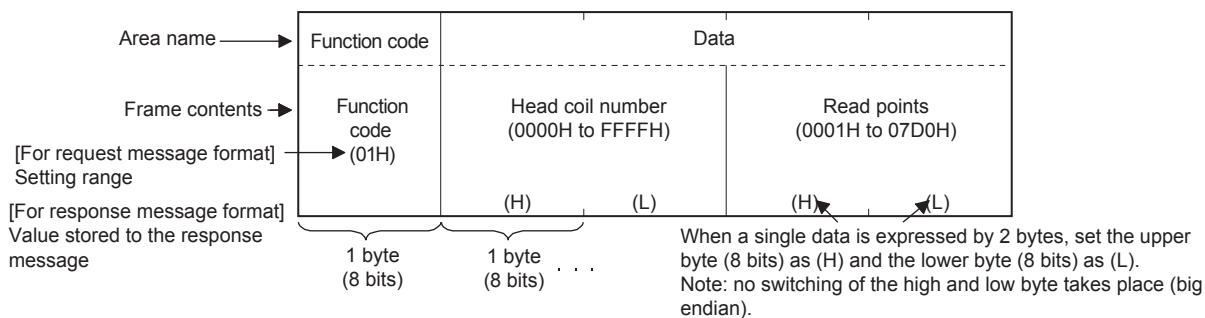 Area name
Function code
Data
Frame contents
Function
code
(01H)
Head coil number
(0000H to FFFFH)
Read points
(0001H to 07D0H)
[For request message format]
Setting range
(H)
(L)
(H)
(L)
[For response message format]
Value stored to the response
message
1 byte
(8 bits)
1 byte
(8 bits)
. . .
When a single data is expressed by 2 bytes, set the upper
byte (8 bits) as (H) and the lower byte (8 bits) as (L).
Note: no switching of the high and low byte takes place (big
endian).